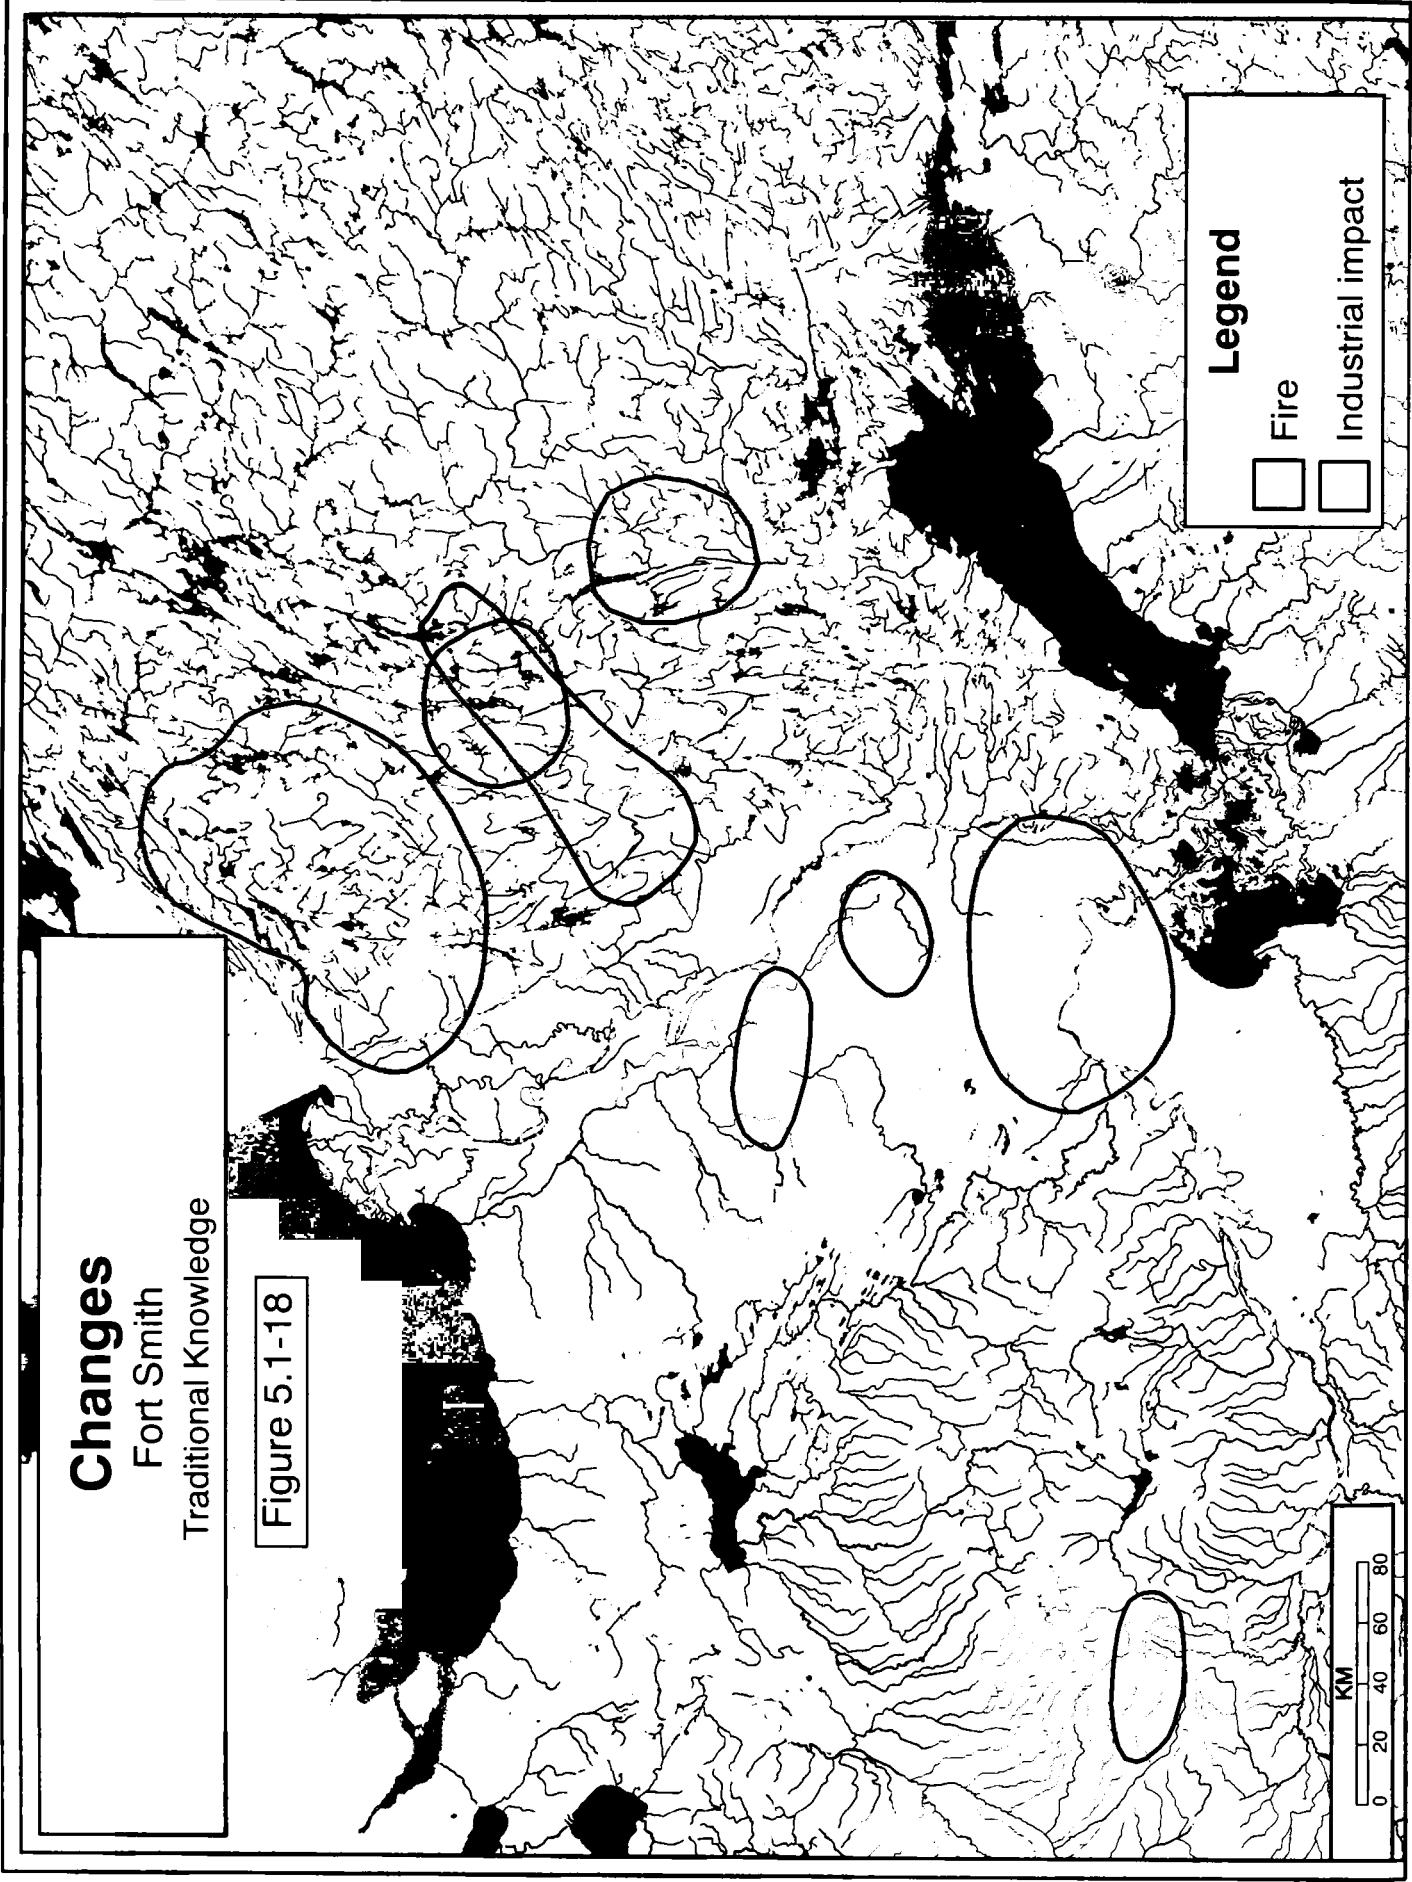 Changes
Fort Smith
Traditional Knowledge
Figure 5.1-18
Legend
Fire
Industrial impact
KM
0 20 40 60 80